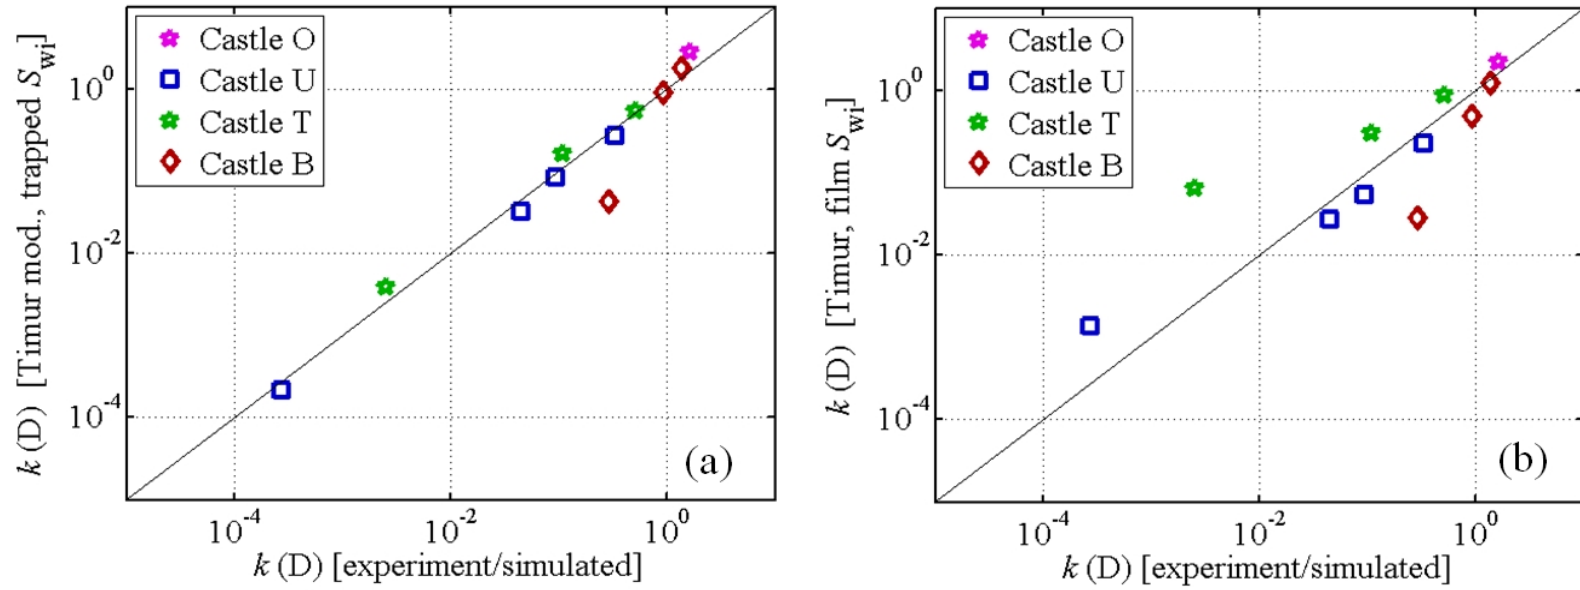 k (D) [Timur mod., trapped Swi]
Castle O
Castle U
Castle T
Castle B
10^0
10^-2
10^-4
(a)
10^-4 10^-2 10^0
k (D) [experiment/simulated]
k (D) [Timur, film Swi]
Castle O
Castle U
Castle T
Castle B
10^0
10^-2
10^-4
(b)
10^-4 10^-2 10^0
k (D) [experiment/simulated]